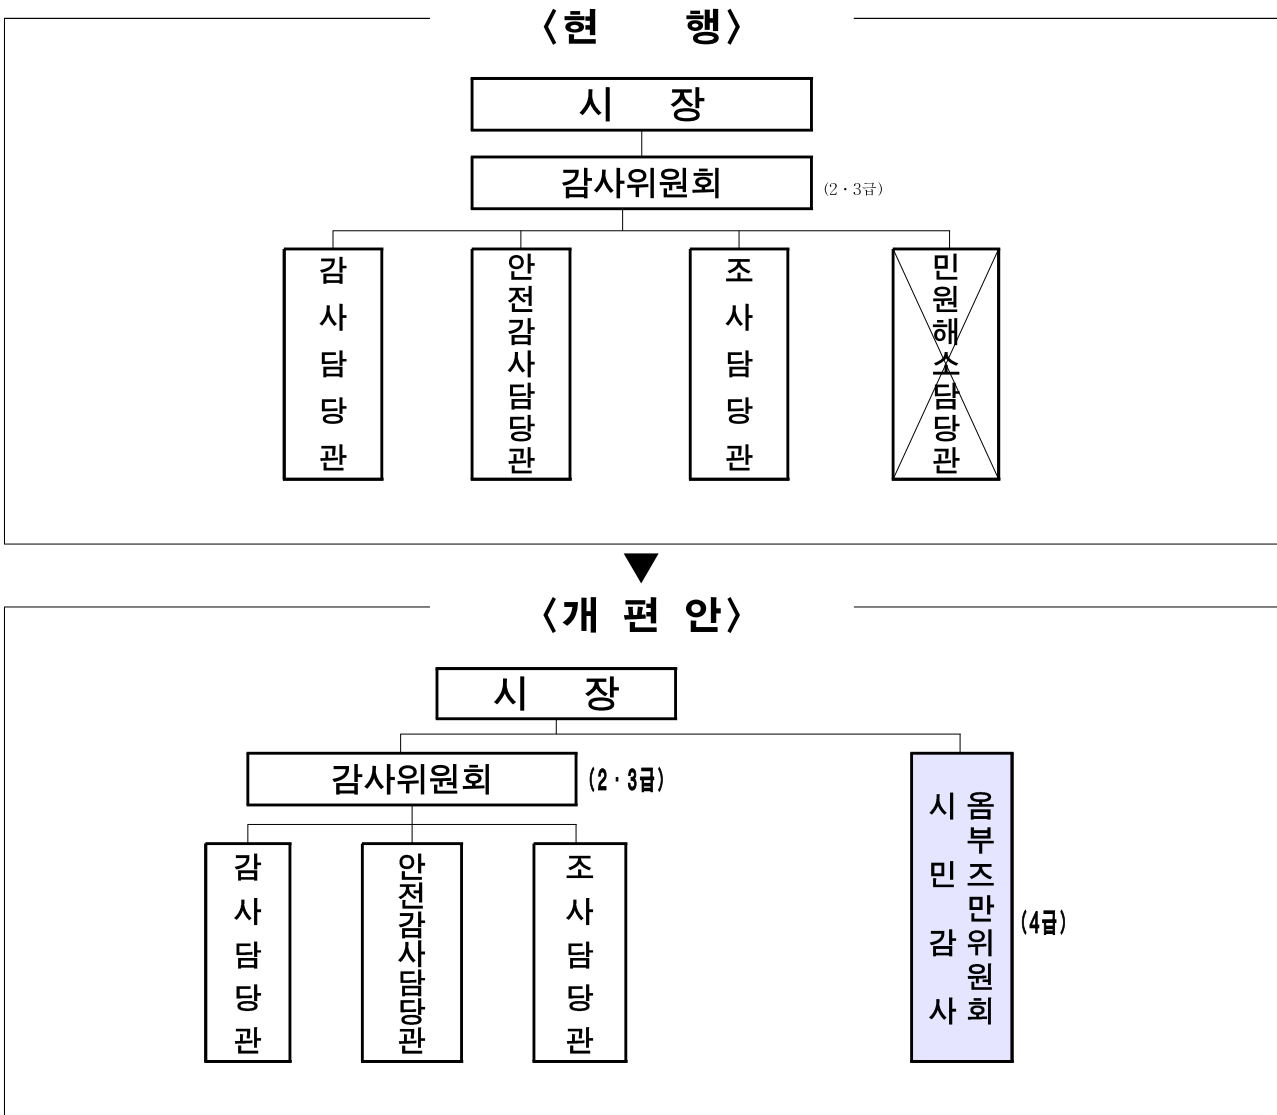 〈현 행〉
시 장
감사위원회
(2·3급)
감사담당관
안전감사담당관
조사담당관
민원해소담당관
〈개 편 안〉
시 장
감사위원회
(2·3급)
감사담당관
안전감사담당관
조사담당관
시민감사
옴부즈만위원회
(4급)